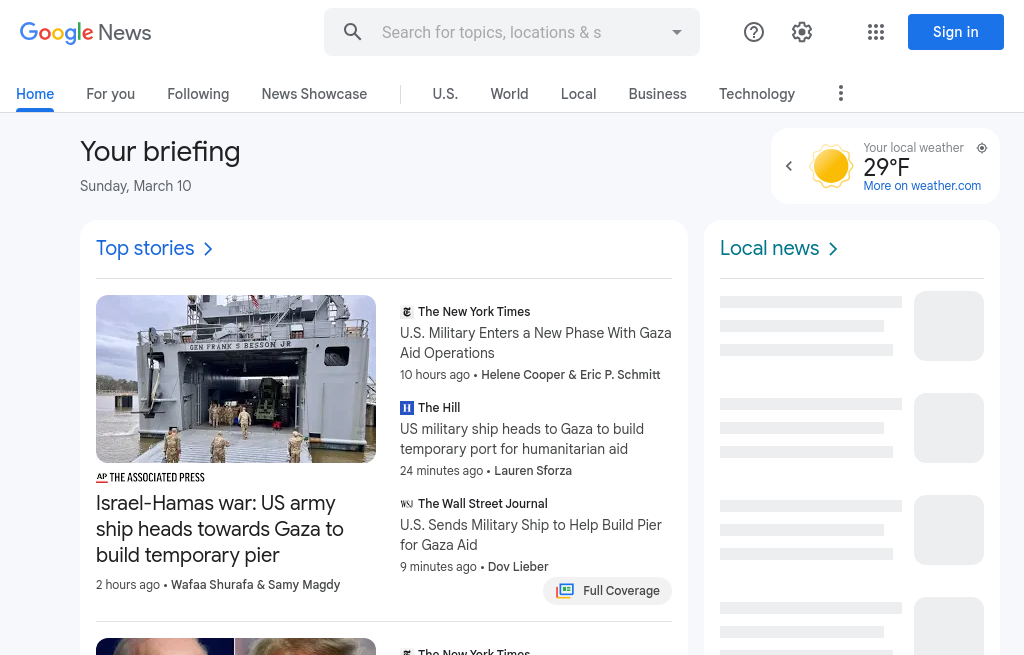 Google News
Search for topics, locations & s
Sign in
Home
For you
Following
News Showcase
U.S.
World
Local
Business
Technology
Your briefing
Sunday, March 10
Your local weather
29°F
More on weather.com
Top stories
Local news
GEN FRANK S BESSON JR
AP THE ASSOCIATED PRESS
Israel-Hamas war: US army
ship heads towards Gaza to
build temporary pier
2 hours ago • Wafaa Shurafa & Samy Magdy
The New York Times
U.S. Military Enters a New Phase With Gaza
Aid Operations
10 hours ago • Helene Cooper & Eric P. Schmitt
H The Hill
US military ship heads to Gaza to build
temporary port for humanitarian aid
24 minutes ago • Lauren Sforza
WSJ The Wall Street Journal
U.S. Sends Military Ship to Help Build Pier
for Gaza Aid
9 minutes ago • Dov Lieber
Full Coverage
The New York Times